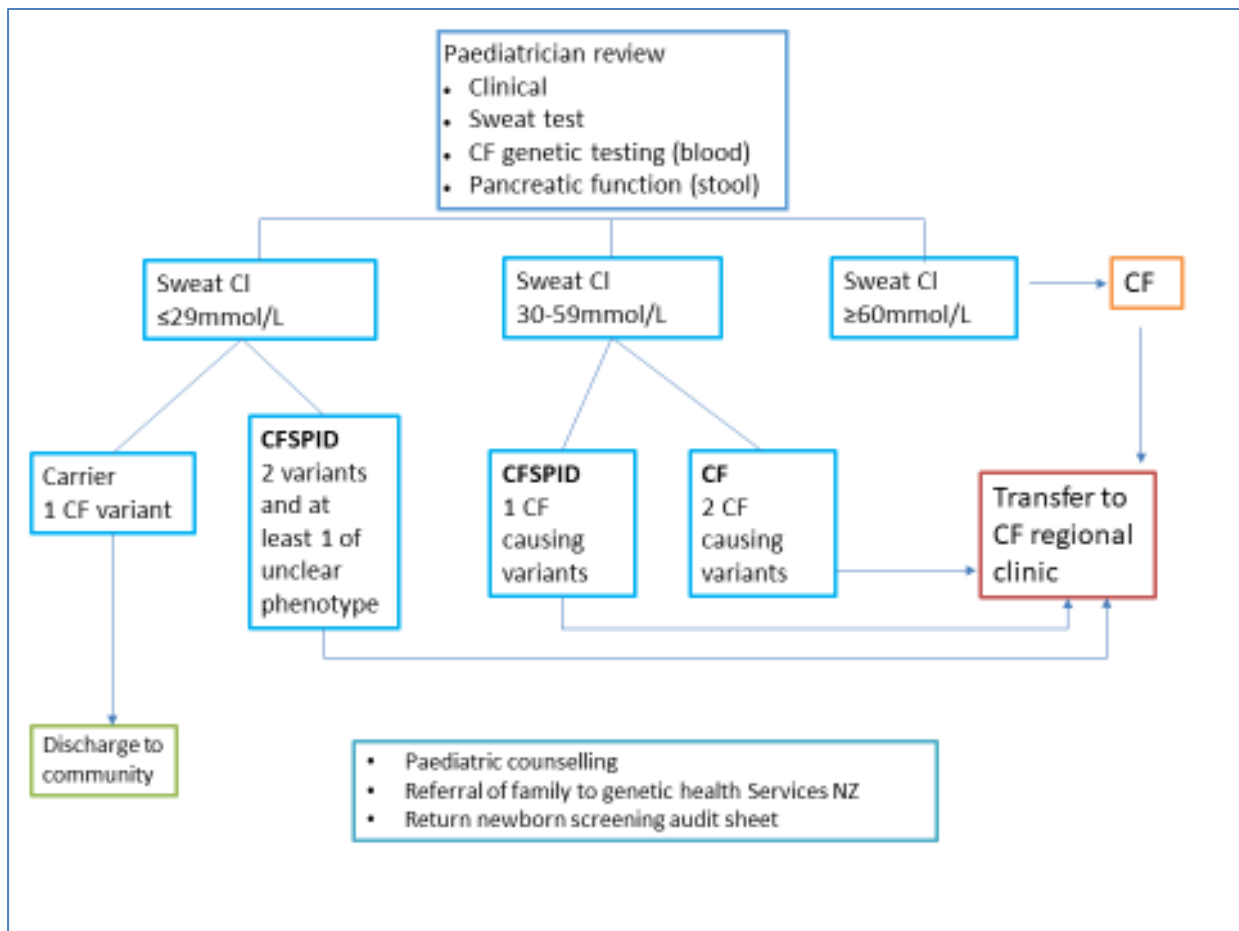 Paediatrician review
• Clinical
• Sweat test
• CF genetic testing (blood)
• Pancreatic function (stool)
Sweat Cl
≤29mmol/L
Sweat Cl
30-59mmol/L
Sweat Cl
≥60mmol/L
CF
Carrier
1 CF variant
CFSPID
2 variants
and at
least 1 of
unclear
phenotype
CFSPID
1 CF
causing
variants
CF
2 CF
causing
variants
Transfer to
CF regional
clinic
Discharge to
community
• Paediatric counselling
• Referral of family to genetic health Services NZ
• Return newborn screening audit sheet